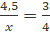 4,5/x = 3/4